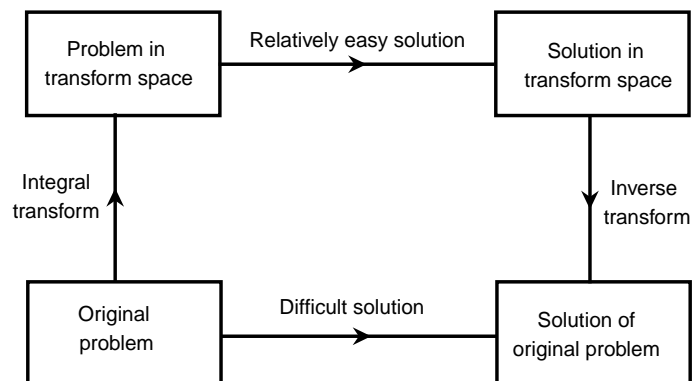 Problem in
transform space
Relatively easy solution
Solution in
transform space
Integral
transform
Inverse
transform
Original
problem
Difficult solution
Solution of
original problem